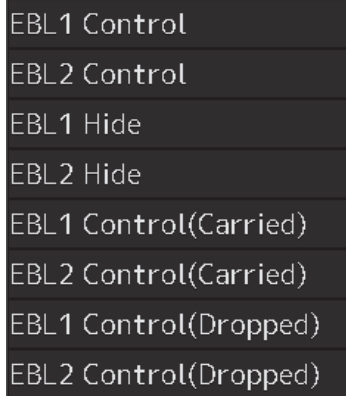 EBL1 Control
EBL2 Control
EBL1 Hide
EBL2 Hide
EBL1 Control(Carried)
EBL2 Control(Carried)
EBL1 Control(Dropped)
EBL2 Control(Dropped)